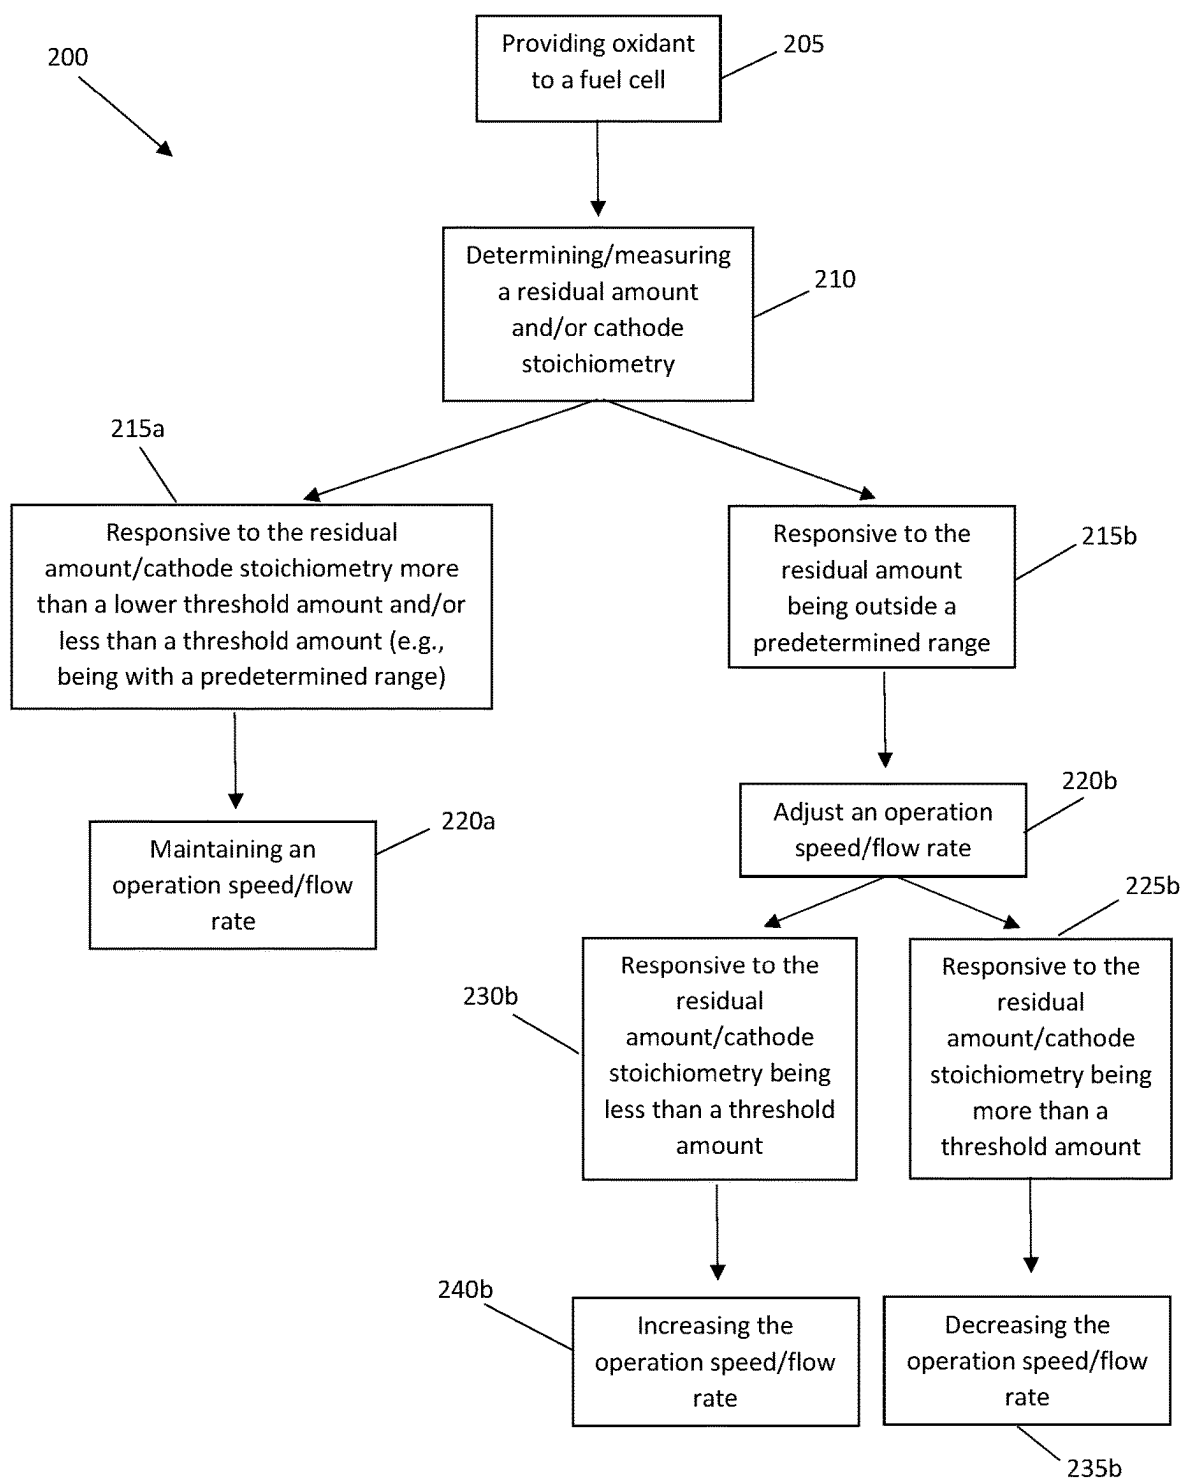 200
Providing oxidant
to a fuel cell
205
Determining/measuring
a residual amount
and/or cathode
stoichiometry
210
215a
Responsive to the residual
amount/cathode stoichiometry more
than a lower threshold amount and/or
less than a threshold amount (e.g.,
being with a predetermined range)
Responsive to the
residual amount
being outside a
predetermined range
215b
Maintaining an
operation speed/flow
rate
220a
Adjust an operation
speed/flow rate
220b
225b
230b
Responsive to the
residual
amount/cathode
stoichiometry being
less than a threshold
amount
Responsive to the
residual
amount/cathode
stoichiometry being
more than a
threshold amount
240b
Increasing the
operation speed/flow
rate
Decreasing the
operation speed/flow
rate
235b